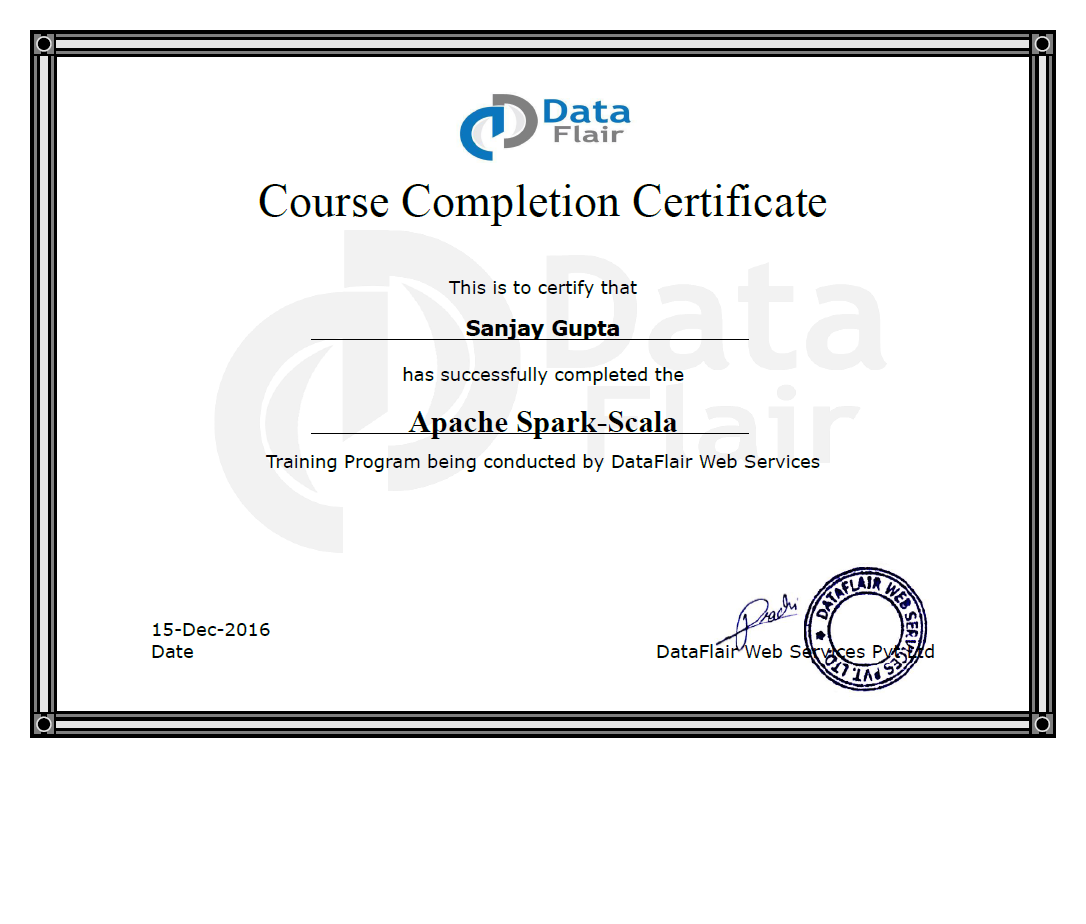 Data
Flair
Course Completion Certificate
This is to certify that
Sanjay Gupta
has successfully completed the
Apache Spark-Scala
Training Program being conducted by DataFlair Web Services
Data
Flair
15-Dec-2016
Date
Prachi
DataFlair Web Services Pvt Ltd
DATAFLAIR WEB SERVICES PVT. LTD